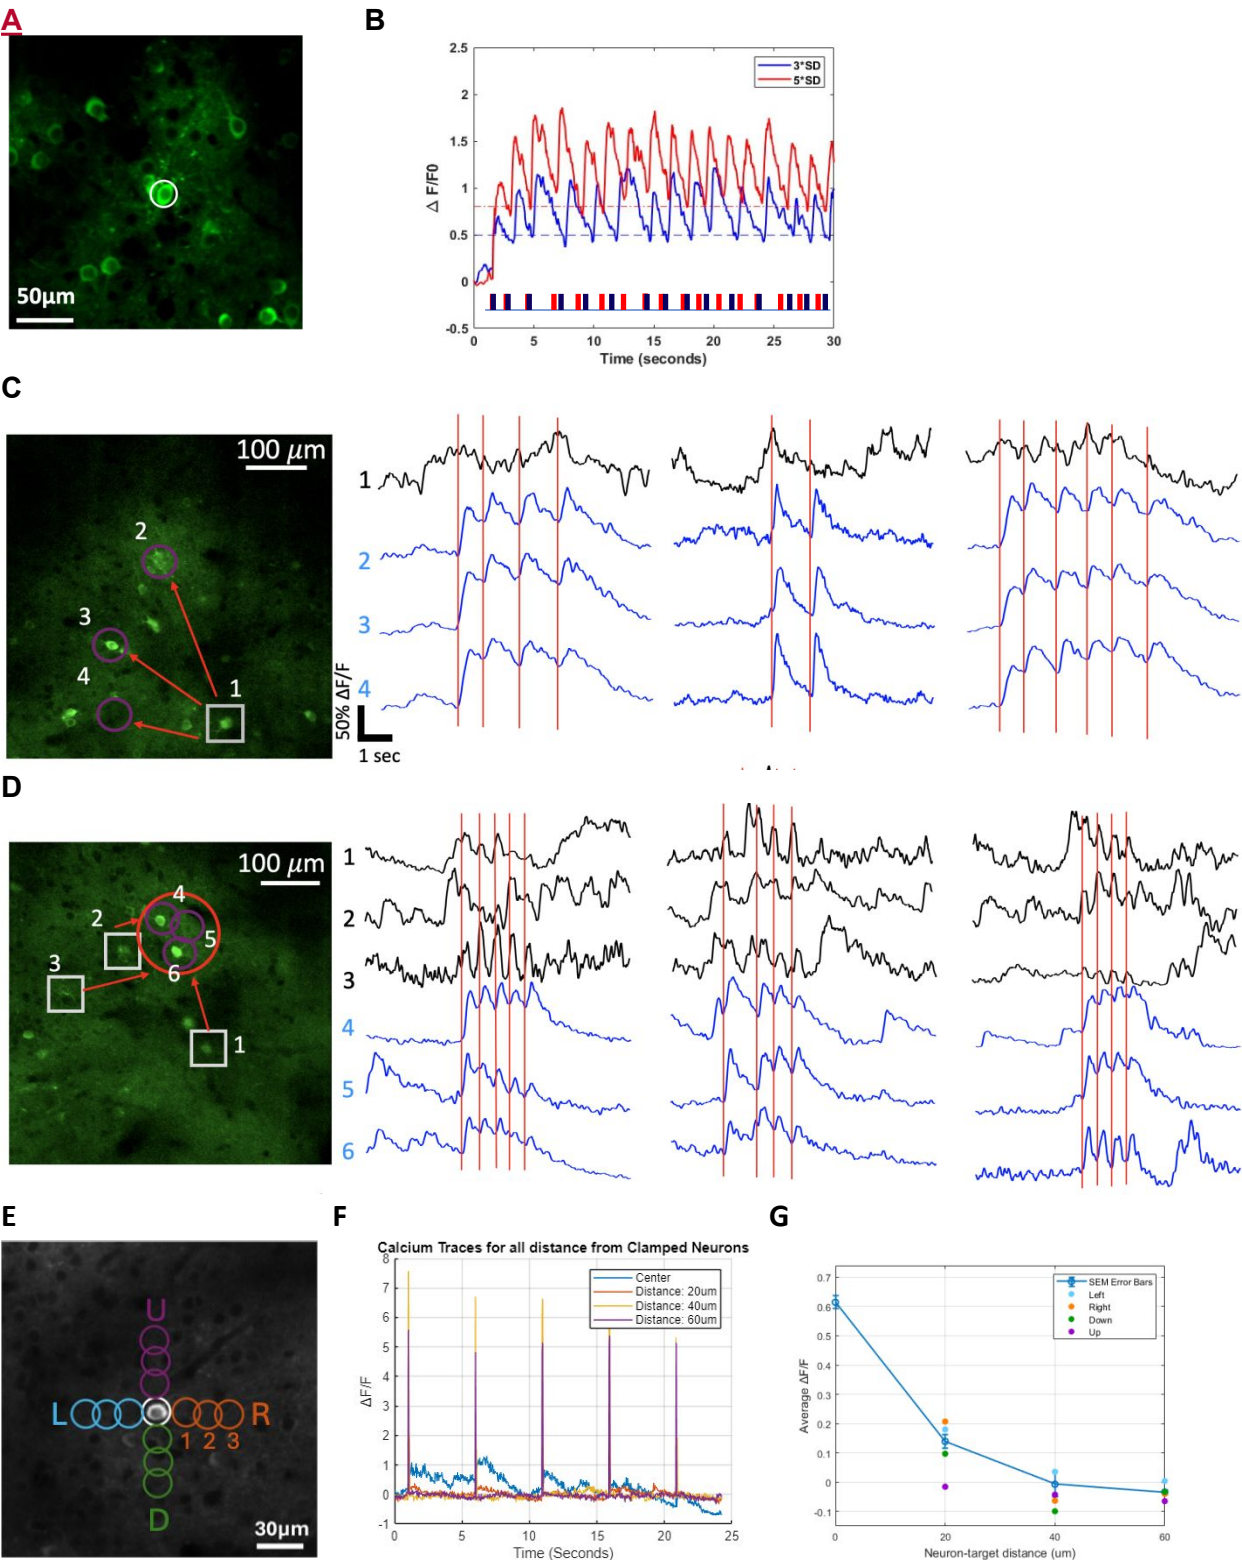 A
50μm
B
2.5
2
1.5
1
0.5
0
-0.5
Δ F/F0
3*SD
5*SD
0 5 10 15 20 25 30
Time (seconds)
C
100 μm
2
3
4
1
1
2
3
4
50% ΔF/F
1 sec
D
100 μm
4
2
5
3
6
1
1
2
3
4
5
6
E
U
L
R
1 2 3
D
30μm
F
Calcium Traces for all distance from Clamped Neurons
8
7
6
5
4
3
2
1
0
-1
ΔF/F
Center
Distance: 20um
Distance: 40um
Distance: 60um
0 5 10 15 20 25
Time (Seconds)
G
0.7
0.6
0.5
0.4
0.3
0.2
0.1
0
-0.1
Average ΔF/F
SEM Error Bars
Left
Right
Down
Up
0 20 40 60
Neuron-target distance (um)